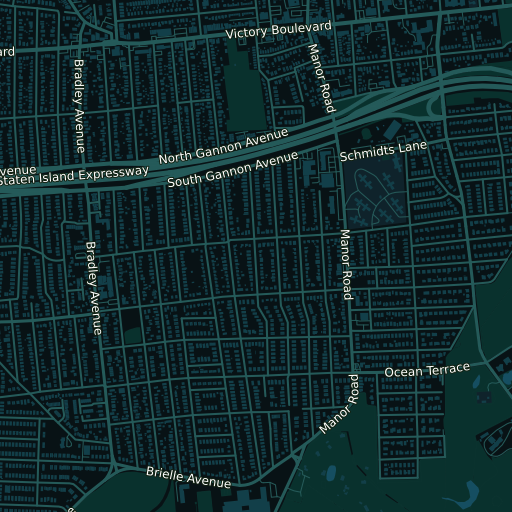 Victory Boulevard
ard
Manor Road
Bradley Avenue
North Gannon Avenue
Schmidts Lane
South Gannon Avenue
venue
Staten Island Expressway
Manor Road
Bradley Avenue
Ocean Terrace
Manor Road
Brielle Avenue